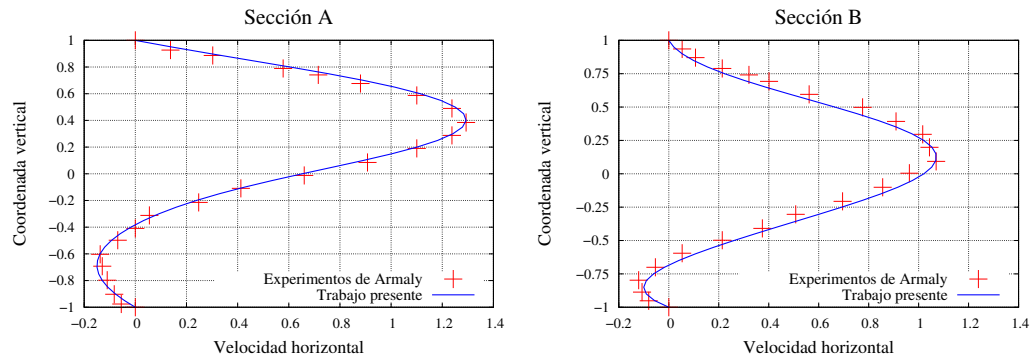 Sección A
Coordenada vertical
1
0.8
0.6
0.4
0.2
0
−0.2
−0.4
−0.6
−0.8
−1
Experimentos de Armaly
Trabajo presente
−0.2 0 0.2 0.4 0.6 0.8 1 1.2 1.4
Velocidad horizontal
Sección B
Coordenada vertical
1
0.75
0.5
0.25
0
−0.25
−0.5
−0.75
−1
Experimentos de Armaly
Trabajo presente
−0.2 0 0.2 0.4 0.6 0.8 1 1.2 1.4
Velocidad horizontal